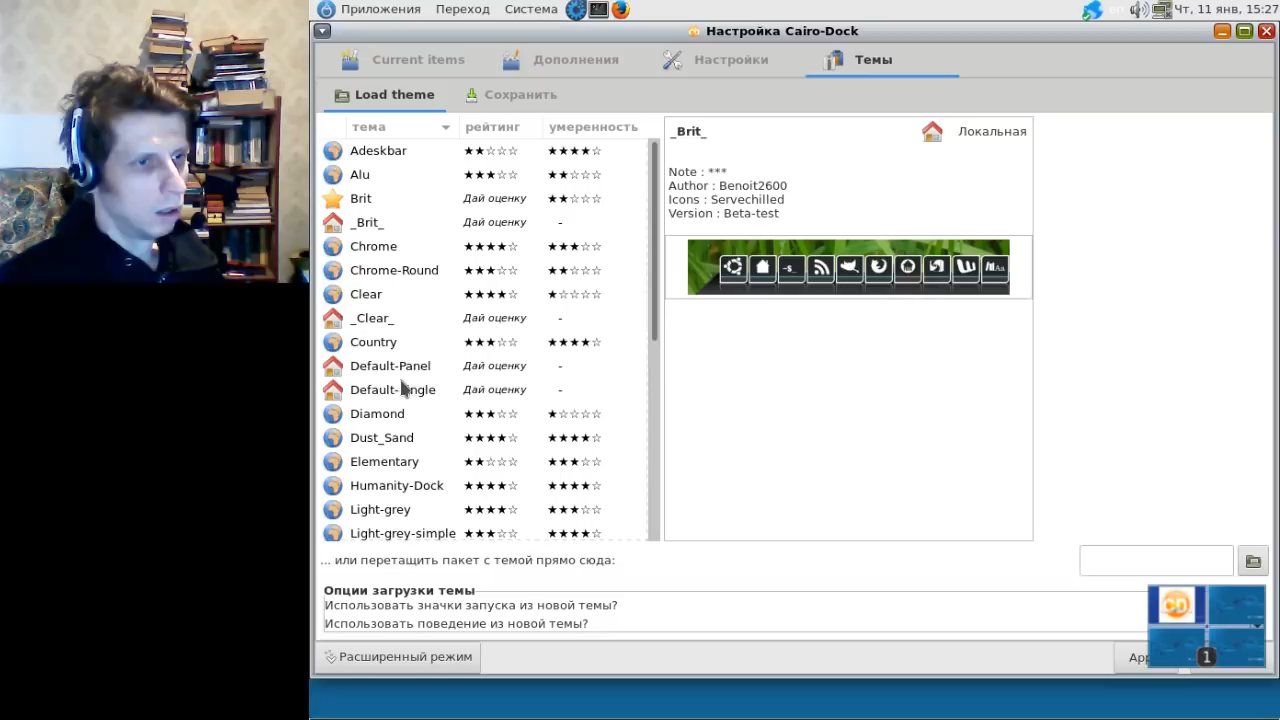 Приложения Переход Система en Чт, 11 янв, 15:27
Настройка Cairo-Dock
Current items Дополнения Настройки Темы
Load theme Сохранить
тема рейтинг умеренность
Adeskbar ★★☆☆☆ ★★★★☆
Alu ★★★☆☆ ★★☆☆☆
Brit Дай оценку ★★☆☆☆
_Brit_ Дай оценку -
Chrome ★★★★☆ ★★★☆☆
Chrome-Round ★★★☆☆ ★★☆☆☆
Clear ★★★★☆ ★☆☆☆☆
_Clear_ Дай оценку -
Country ★★★☆☆ ★★★★☆
Default-Panel Дай оценку -
Default-Single Дай оценку -
Diamond ★★★☆☆ ★☆☆☆☆
Dust_Sand ★★★★☆ ★★★★☆
Elementary ★★☆☆☆ ★★★☆☆
Humanity-Dock ★★★★☆ ★★★★☆
Light-grey ★★★★☆ ★★★☆☆
Light-grey-simple ★★★☆☆ ★★★★☆
_Brit_ Локальная
Note : ***
Author : Benoit2600
Icons : Servechilled
Version : Beta-test
... или перетащить пакет с темой прямо сюда:
Опции загрузки темы
Использовать значки запуска из новой темы?
Использовать поведение из новой темы?
Расширенный режим
CD
1